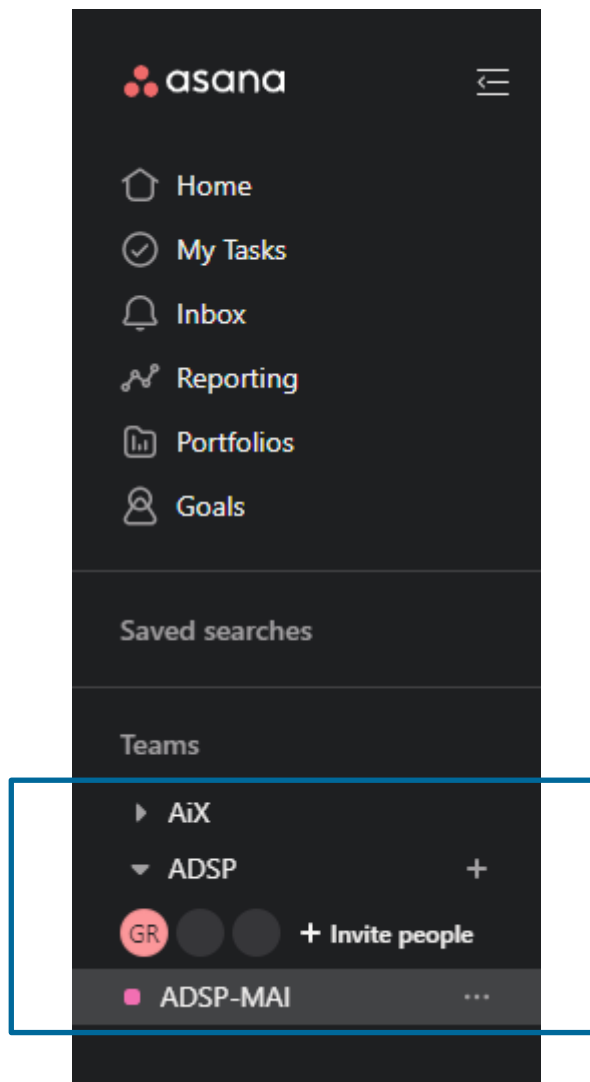 asana
Home
My Tasks
Inbox
Reporting
Portfolios
Goals
Saved searches
Teams
AiX
ADSP +
GR + Invite people
ADSP-MAI ...